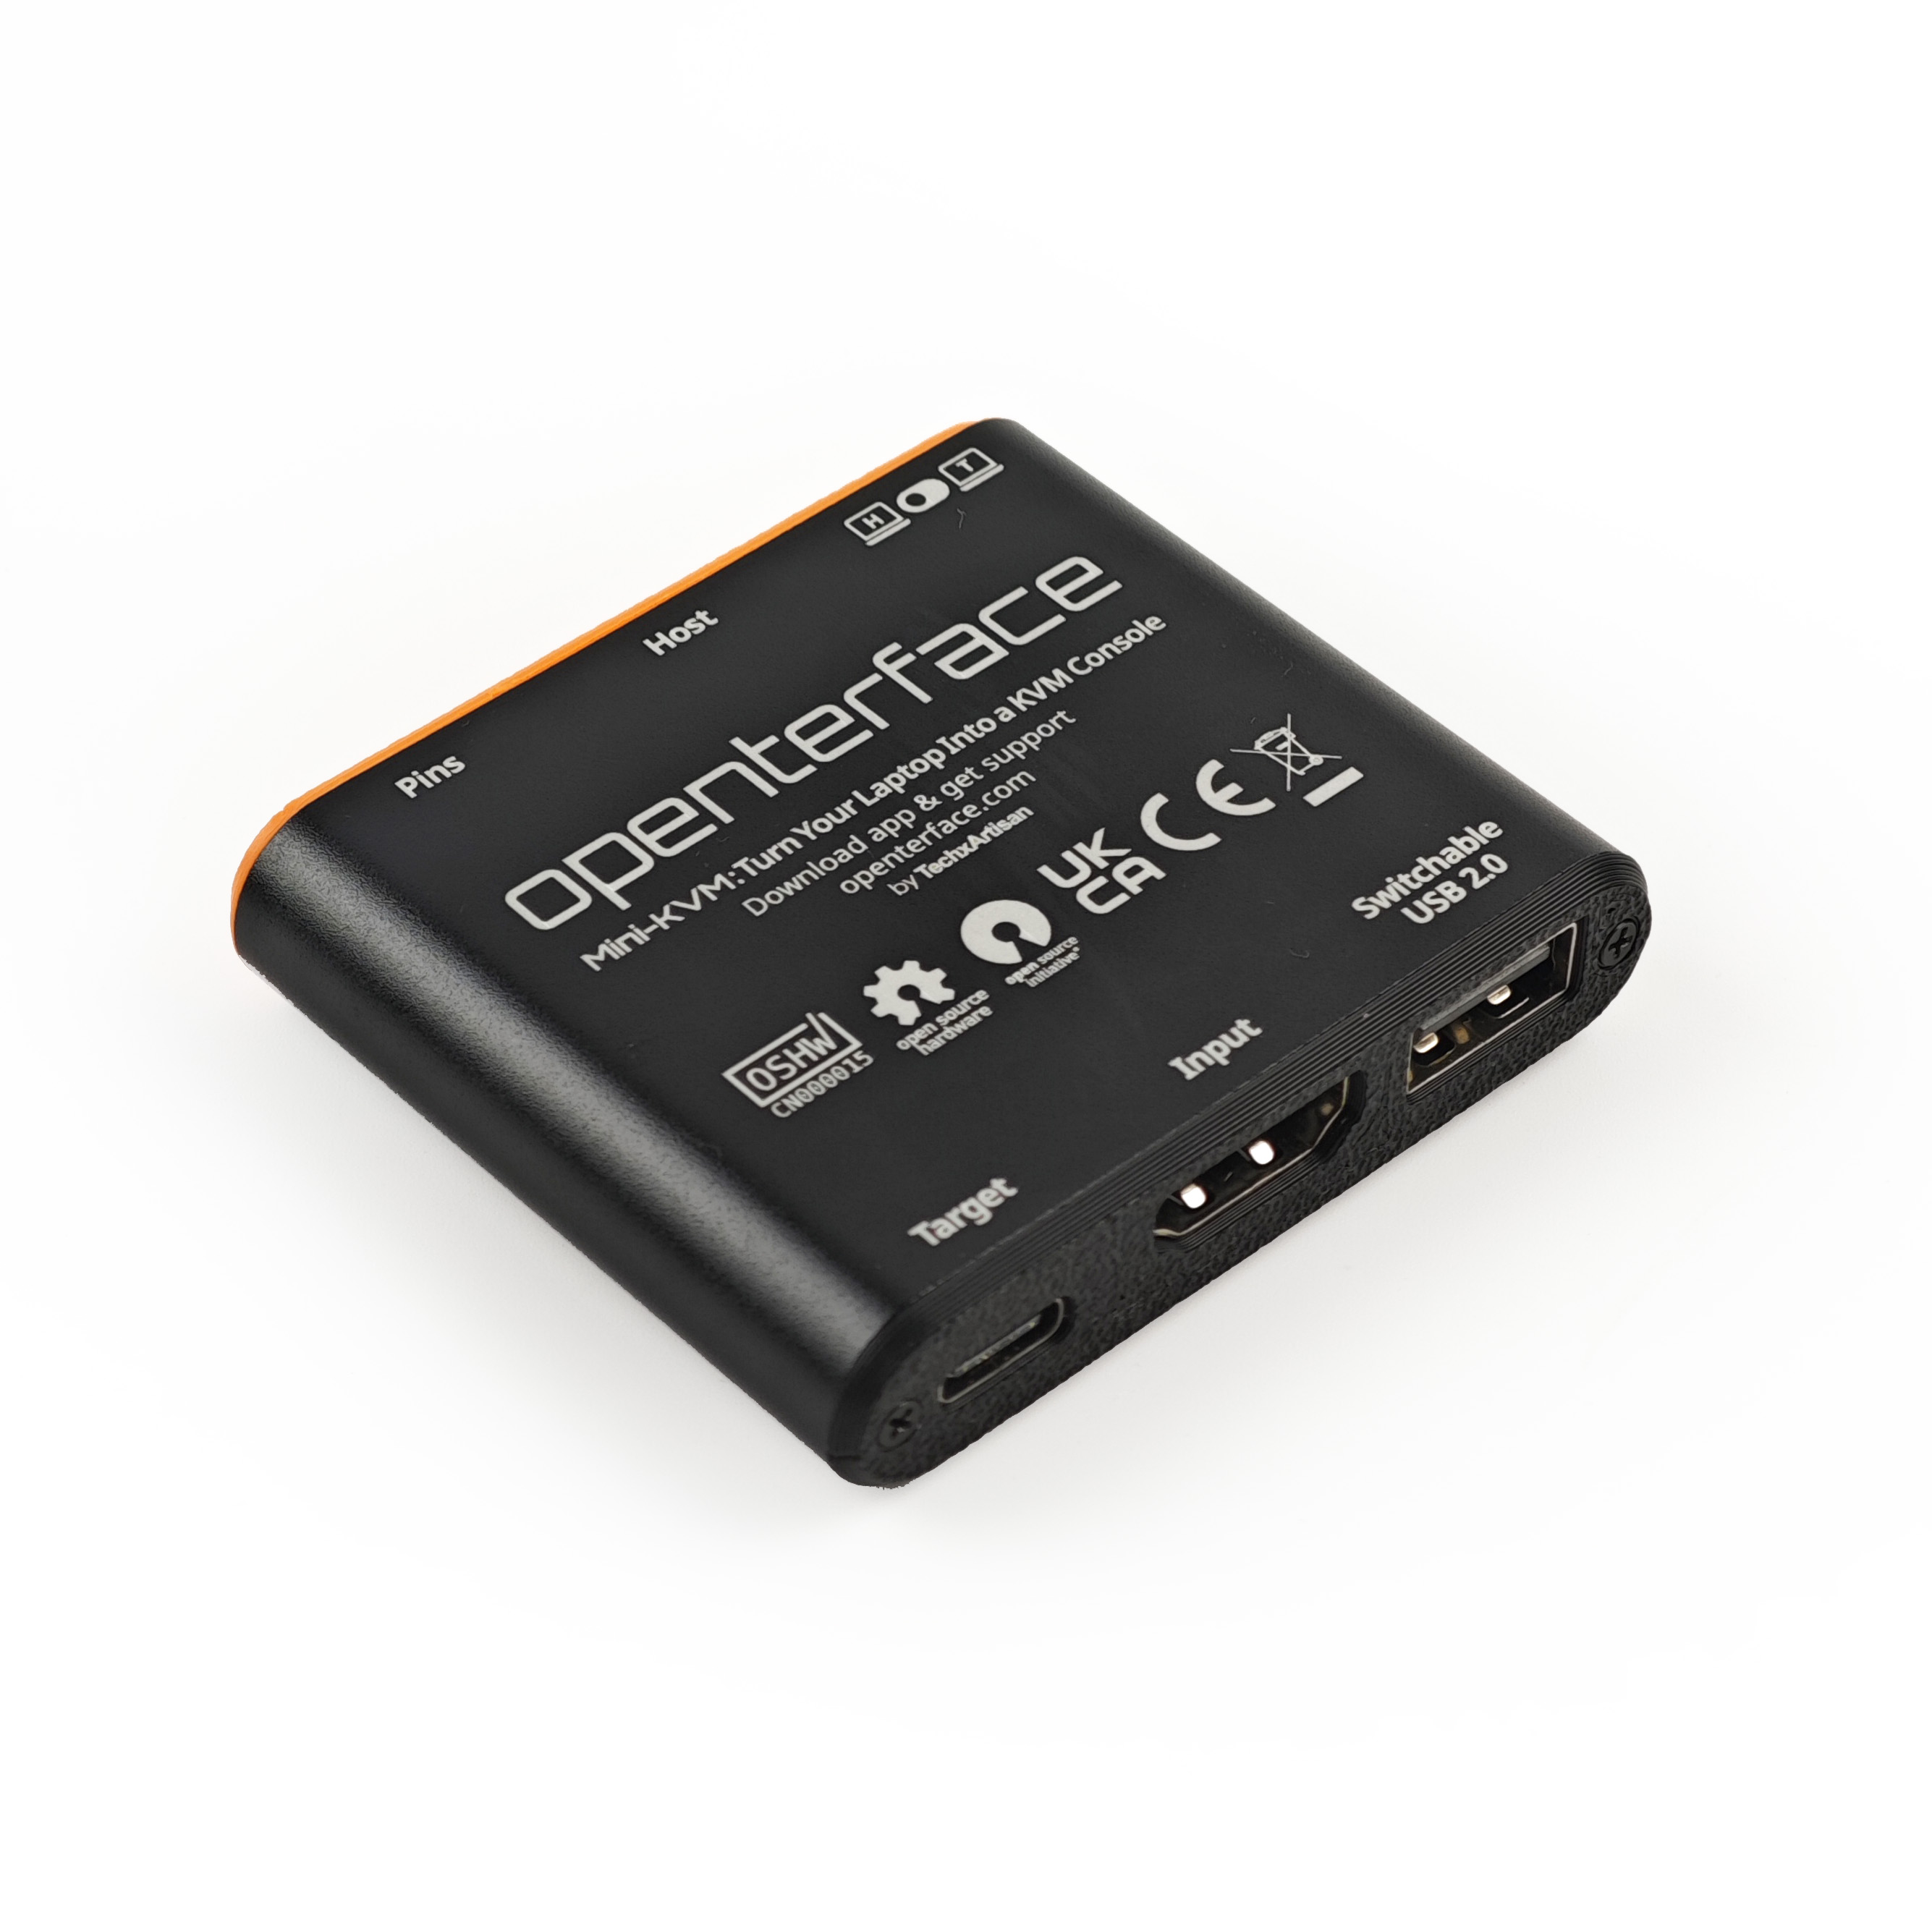 H T
Host
Pins
openterface
Mini-KVM: Turn Your Laptop Into a KVM Console
Download app & get support
openterface.com
by TechxArtisan
OSHW
CN000015
open source
hardware
open source
initiative®
UK
CA
CE
Target
Input
Switchable
USB 2.0